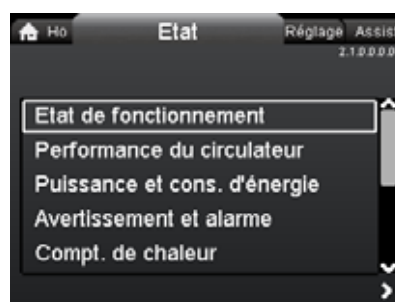 Ho Etat Réglage Assis
2.1.0.0.0.0
Etat de fonctionnement
Performance du circulateur
Puissance et cons. d'énergie
Avertissement et alarme
Compt. de chaleur